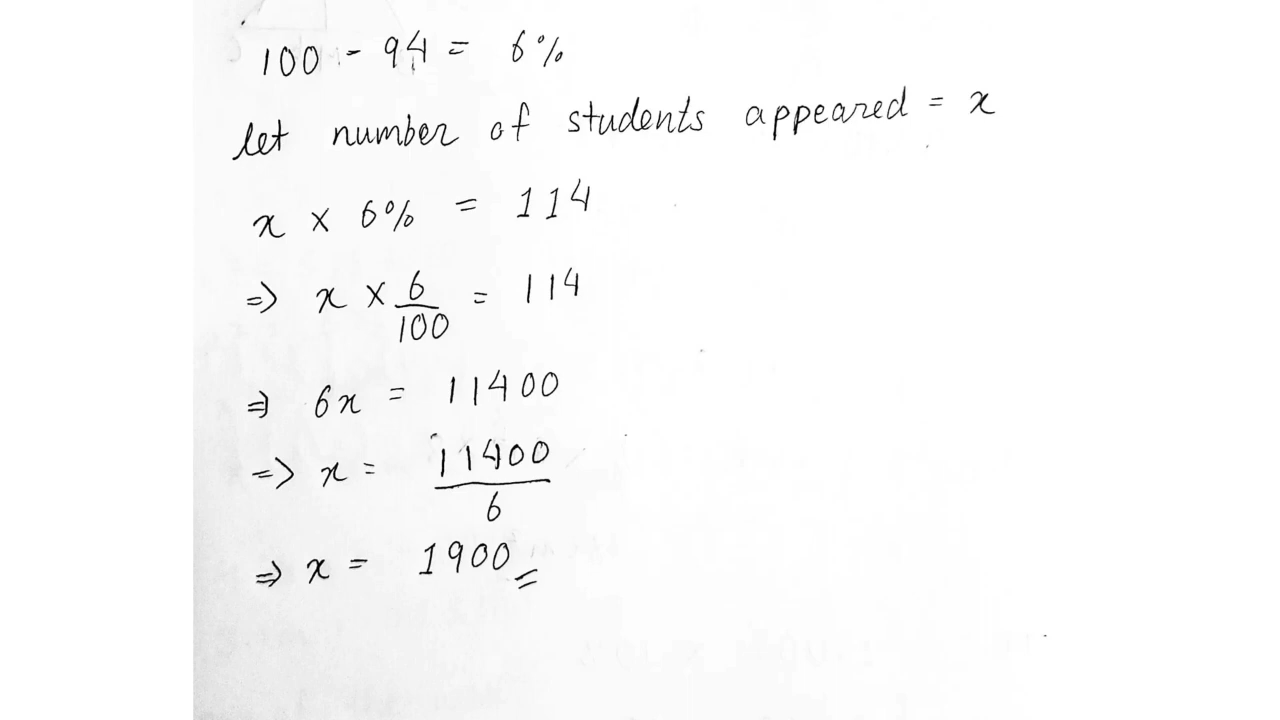 100 - 94 = 6%
let number of students appeared = x
x × 6% = 114
=> x × 6/100 = 114
=> 6x = 11400
=> x = 11400/6
=> x = 1900